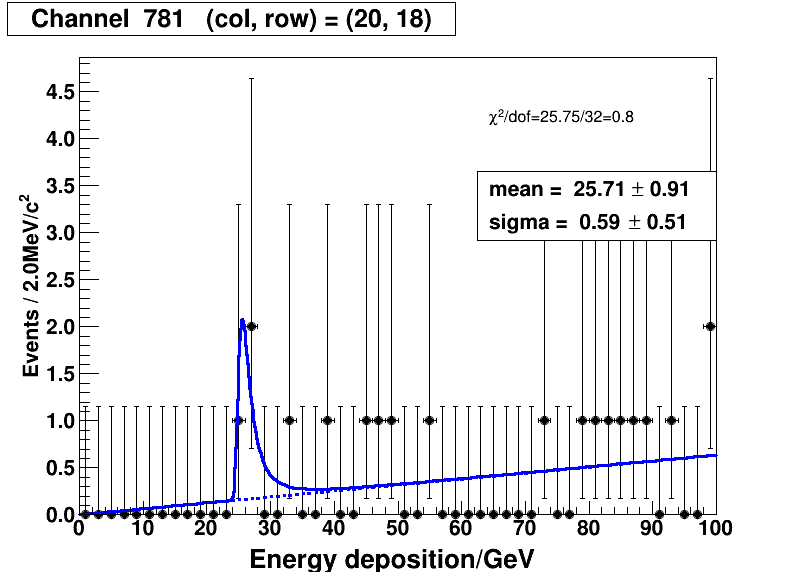 Channel  781   (col, row) = (20, 18)
χ²/dof=25.75/32=0.8
mean =  25.71 ± 0.91
sigma =  0.59 ± 0.51
Events / 2.0MeV/c²
4.5
4.0
3.5
3.0
2.5
2.0
1.5
1.0
0.5
0.0
0 10 20 30 40 50 60 70 80 90 100
Energy deposition/GeV